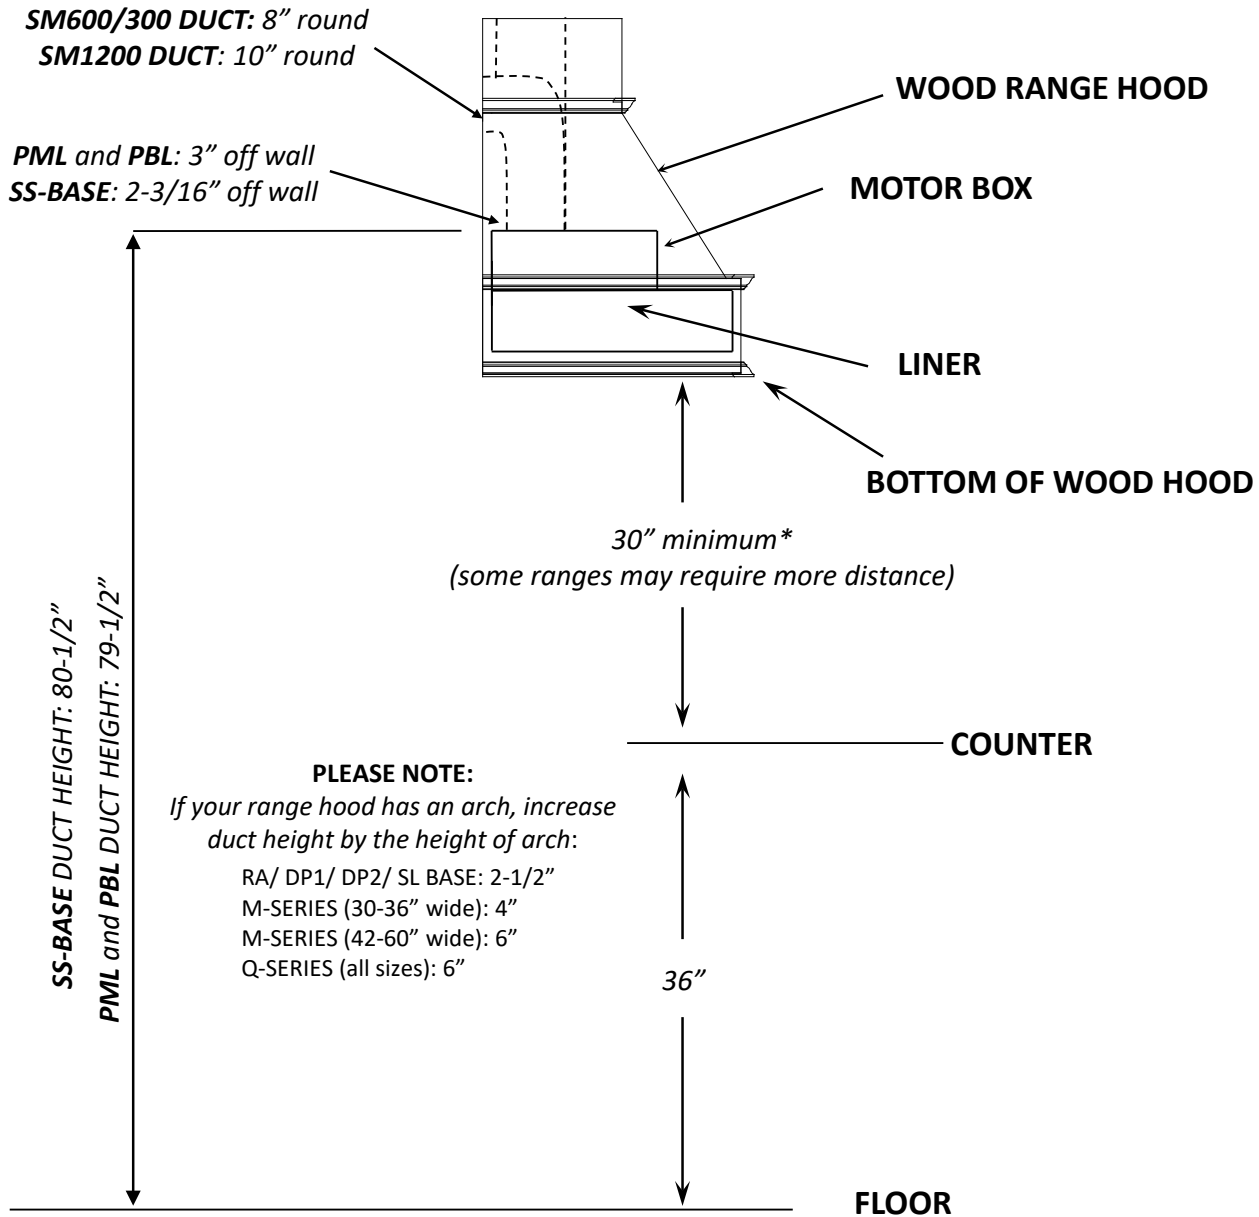 SM600/300 DUCT: 8” round
SM1200 DUCT: 10” round
WOOD RANGE HOOD
PML and PBL: 3” off wall
SS-BASE: 2-3/16” off wall
MOTOR BOX
LINER
BOTTOM OF WOOD HOOD
30” minimum*
(some ranges may require more distance)
SS-BASE DUCT HEIGHT: 80-1/2”
PML and PBL DUCT HEIGHT: 79-1/2”
COUNTER
PLEASE NOTE:
If your range hood has an arch, increase
duct height by the height of arch:
RA/ DP1/ DP2/ SL BASE: 2-1/2”
M-SERIES (30-36” wide): 4”
M-SERIES (42-60” wide): 6”
Q-SERIES (all sizes): 6”
36”
FLOOR